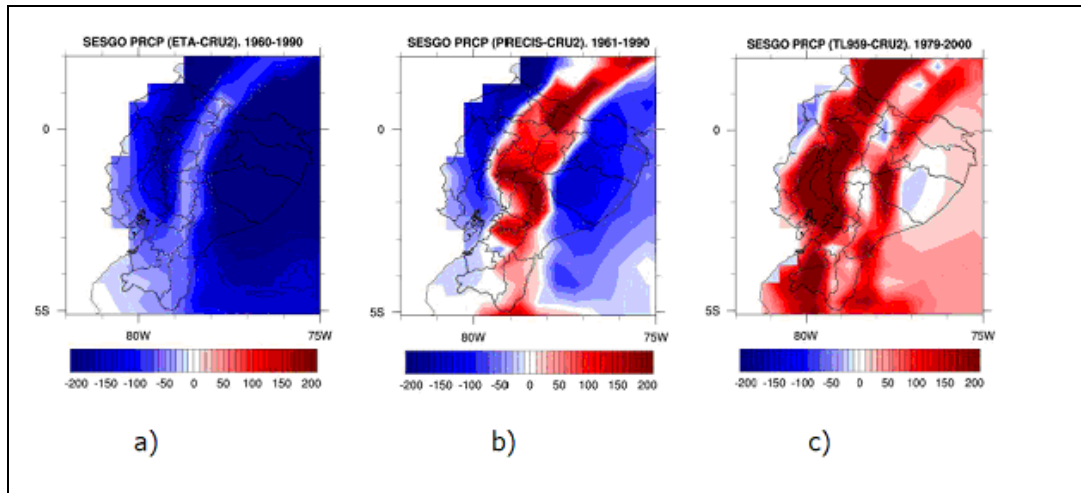 SESGO PRCP (ETA-CRU2). 1960-1990
0
5S
80W
75W
-200 -150 -100 -50 0 50 100 150 200
a)
SESGO PRCP (PIRECIS-CRU2). 1961-1990
0
5S
80W
75W
-200 -150 -100 -50 0 50 100 150 200
b)
SESGO PRCP (TL959-CRU2). 1979-2000
0
5S
80W
75W
-200 -150 -100 -50 0 50 100 150 200
c)